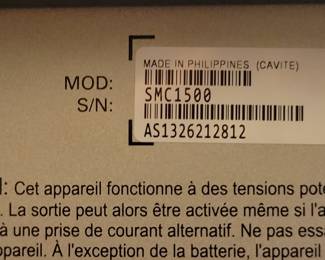 MADE IN PHILIPPINES (CAVITE)
MOD:
SMC1500
S/N:
AS1326212812
: Cet appareil fonctionne à des tensions pote
. La sortie peut alors être activée même si l'a
à une prise de courant alternatif. Ne pas essa
ppareil. À l'exception de la batterie, l'appareil